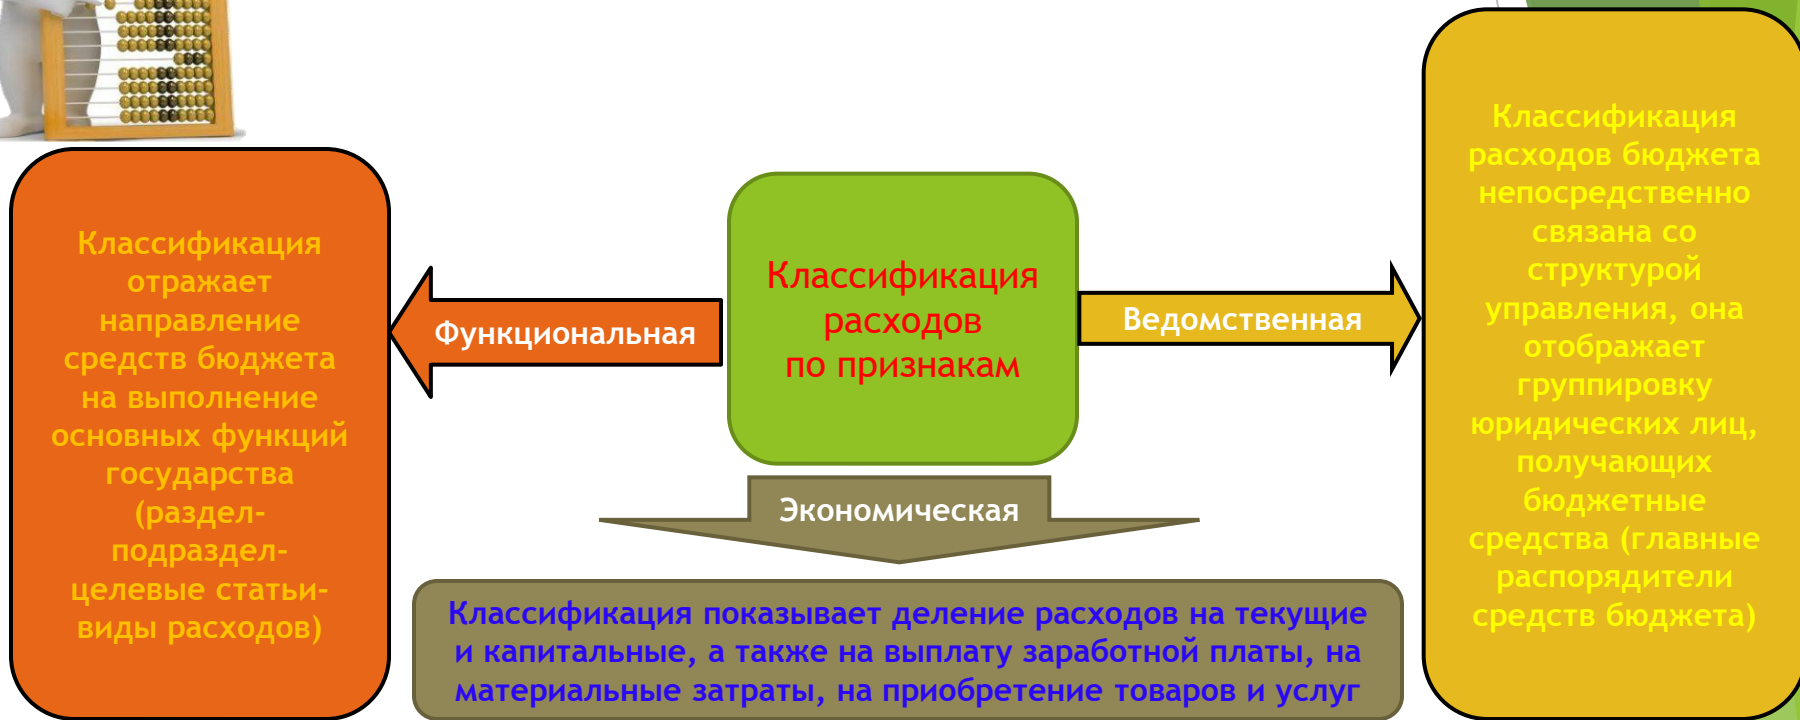 Классификация
отражает
направление
средств бюджета
на выполнение
основных функций
государства
(раздел-
подраздел-
целевые статьи-
виды расходов)
Функциональная
Классификация
расходов
по признакам
Ведомственная
Экономическая
Классификация показывает деление расходов на текущие
и капитальные, а также на выплату заработной платы, на
материальные затраты, на приобретение товаров и услуг
Классификация
расходов бюджета
непосредственно
связана со
структурой
управления, она
отображает
группировку
юридических лиц,
получающих
бюджетные
средства (главные
распорядители
средств бюджета)